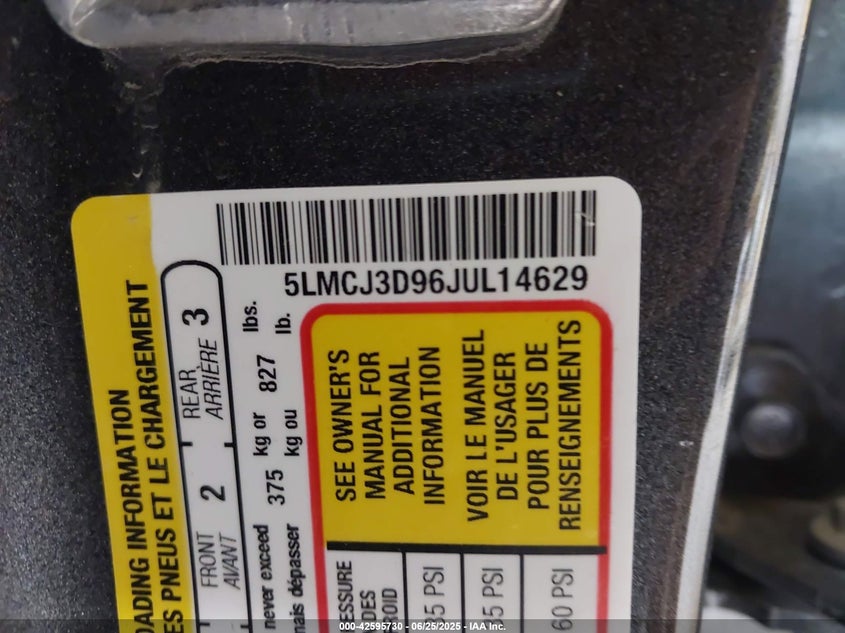 5LMCJ3D96JUL14629
LOADING INFORMATION
ES PNEUS ET LE CHARGEMENT
FRONT 2 REAR 3
AVANT ARRIÈRE
never exceed 375 kg or 827 lbs.
mais dépasser kg ou lb.
SEE OWNER'S
MANUAL FOR
ADDITIONAL
INFORMATION
VOIR LE MANUEL
DE L'USAGER
POUR PLUS DE
RENSEIGNEMENTS
5 PSI
5 PSI
60 PSI
000-42595730 - 06/25/2025 - IAA Inc.